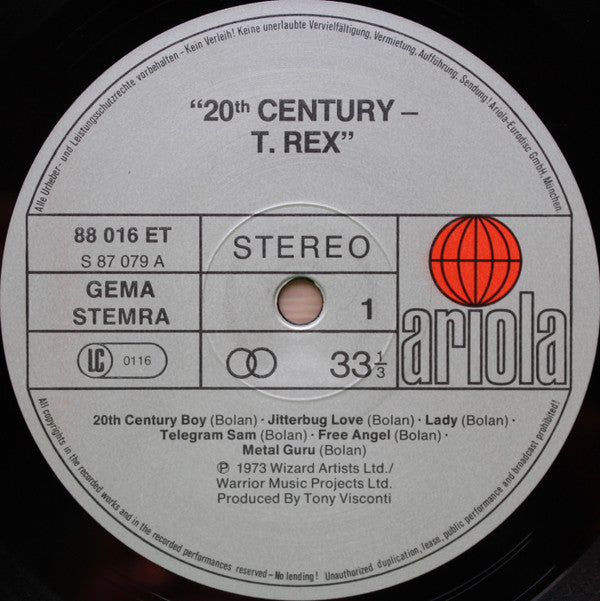 Alle Urheber- und Leistungsschutzrechte vorbehalten - Kein Verleih! Keine unerlaubte Vervielfältigung, Vermietung, Aufführung, Sendung! Ariola-Eurodisc GmbH, München.
“20th CENTURY –
T. REX”
88 016 ET
S 87 079 A
STEREO
GEMA
STEMRA
1
LC 0116
33⅓
ariola
20th Century Boy (Bolan) · Jitterbug Love (Bolan) · Lady (Bolan) ·
Telegram Sam (Bolan) · Free Angel (Bolan) ·
Metal Guru (Bolan)
℗ 1973 Wizard Artists Ltd./
Warrior Music Projects Ltd.
Produced By Tony Visconti
All copyrights in the recorded works and in the recorded performances reserved – No lending! Unauthorized duplication, lease, public performance and broadcast prohibited!